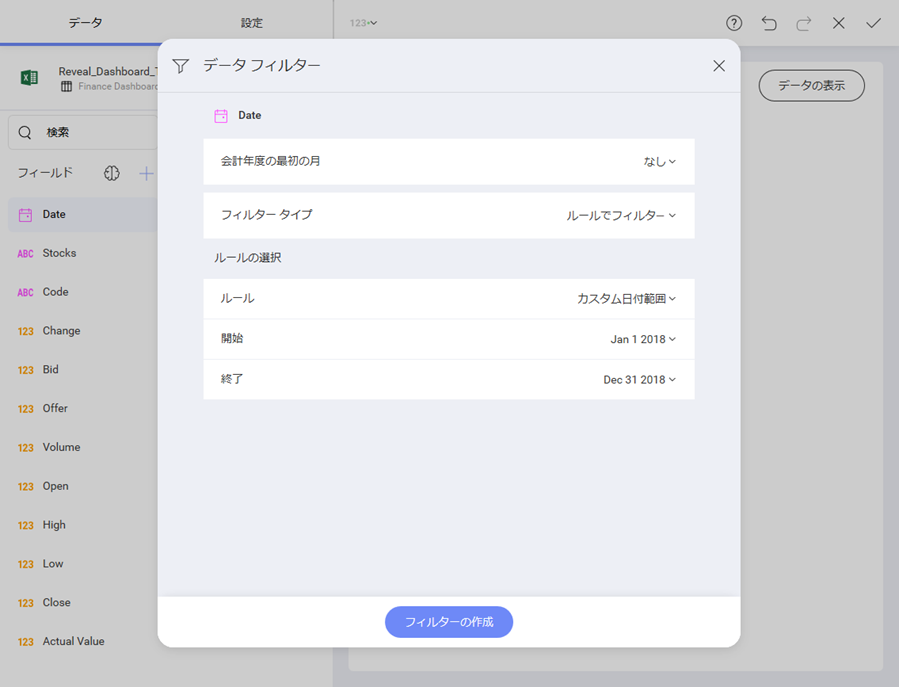 データ
設定
123
Reveal_Dashboard_
Finance Dashboard
データ フィルター
データの表示
検索
フィールド
Date
会計年度の最初の月
なし
フィルター タイプ
ルールでフィルター
ルールの選択
ルール
カスタム日付範囲
開始
Jan 1 2018
終了
Dec 31 2018
フィルターの作成
Date
ABC Stocks
ABC Code
123 Change
123 Bid
123 Offer
123 Volume
123 Open
123 High
123 Low
123 Close
123 Actual Value